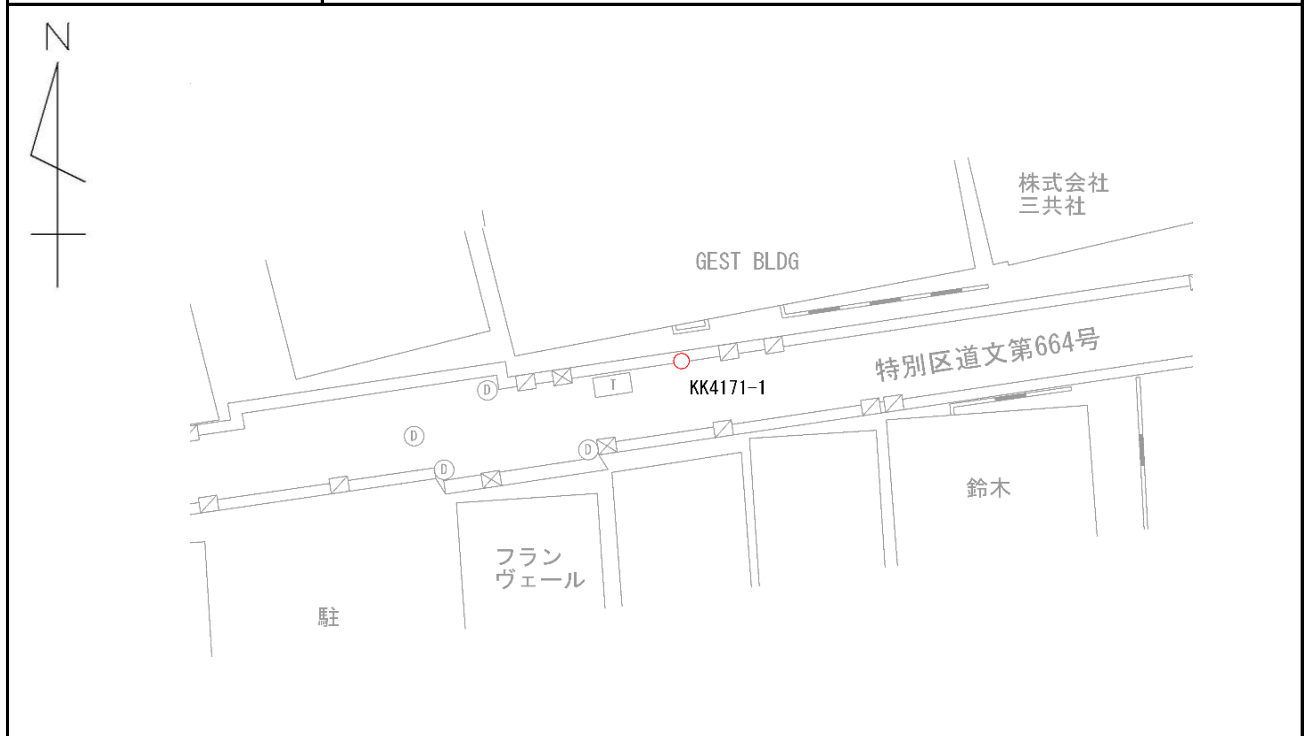 N
株式会社
三共社
GEST BLDG
特別区道文第664号
D
T
KK4171-1
D
D
D
鈴木
フラン
ヴェール
駐